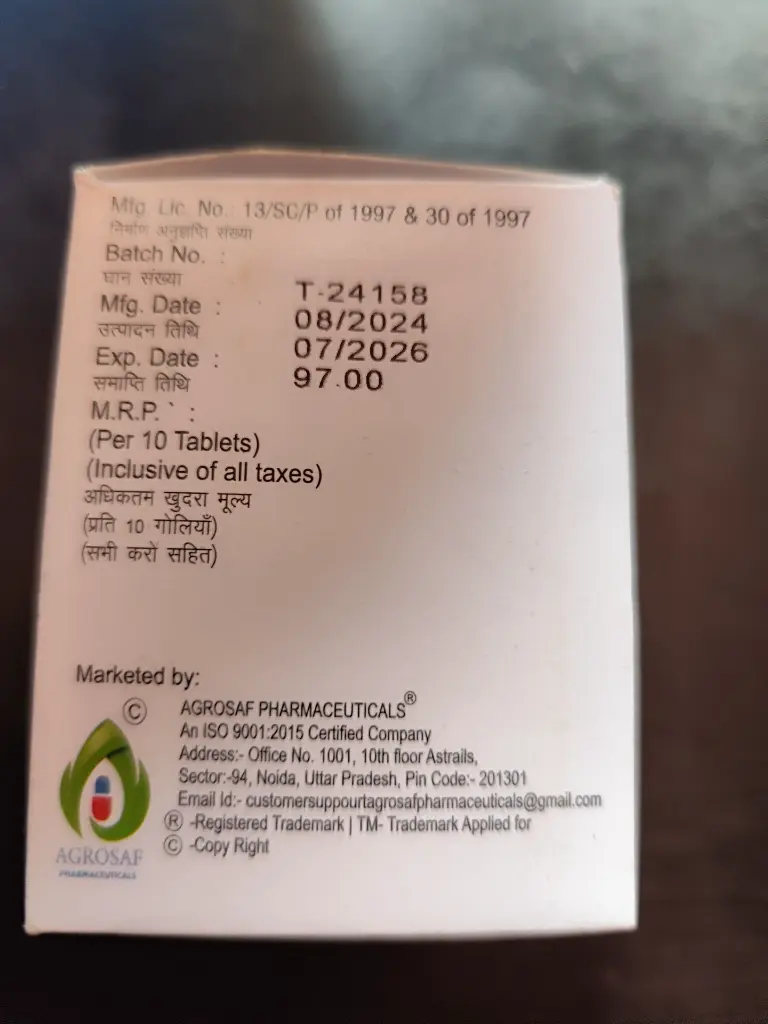 Mfg. Lic. No.: 13/SC/P of 1997 & 30 of 1997
निर्माण अनुज्ञप्ति संख्या
Batch No. :
घान संख्या
T-24158
Mfg. Date :
08/2024
उत्पादन तिथि
07/2026
Exp. Date :
97.00
समाप्ति तिथि
M.R.P. ` :
(Per 10 Tablets)
(Inclusive of all taxes)
अधिकतम खुदरा मूल्य
(प्रति 10 गोलियाँ)
(सभी करों सहित)
Marketed by:
©
AGROSAF PHARMACEUTICALS®
An ISO 9001:2015 Certified Company
Address:- Office No. 1001, 10th floor Astrails,
Sector:-94, Noida, Uttar Pradesh, Pin Code:- 201301
Email Id:- customersuppourtagrosafpharmaceuticals@gmail.com
® -Registered Trademark | TM- Trademark Applied for
© -Copy Right
AGROSAF
PHARMACEUTICALS